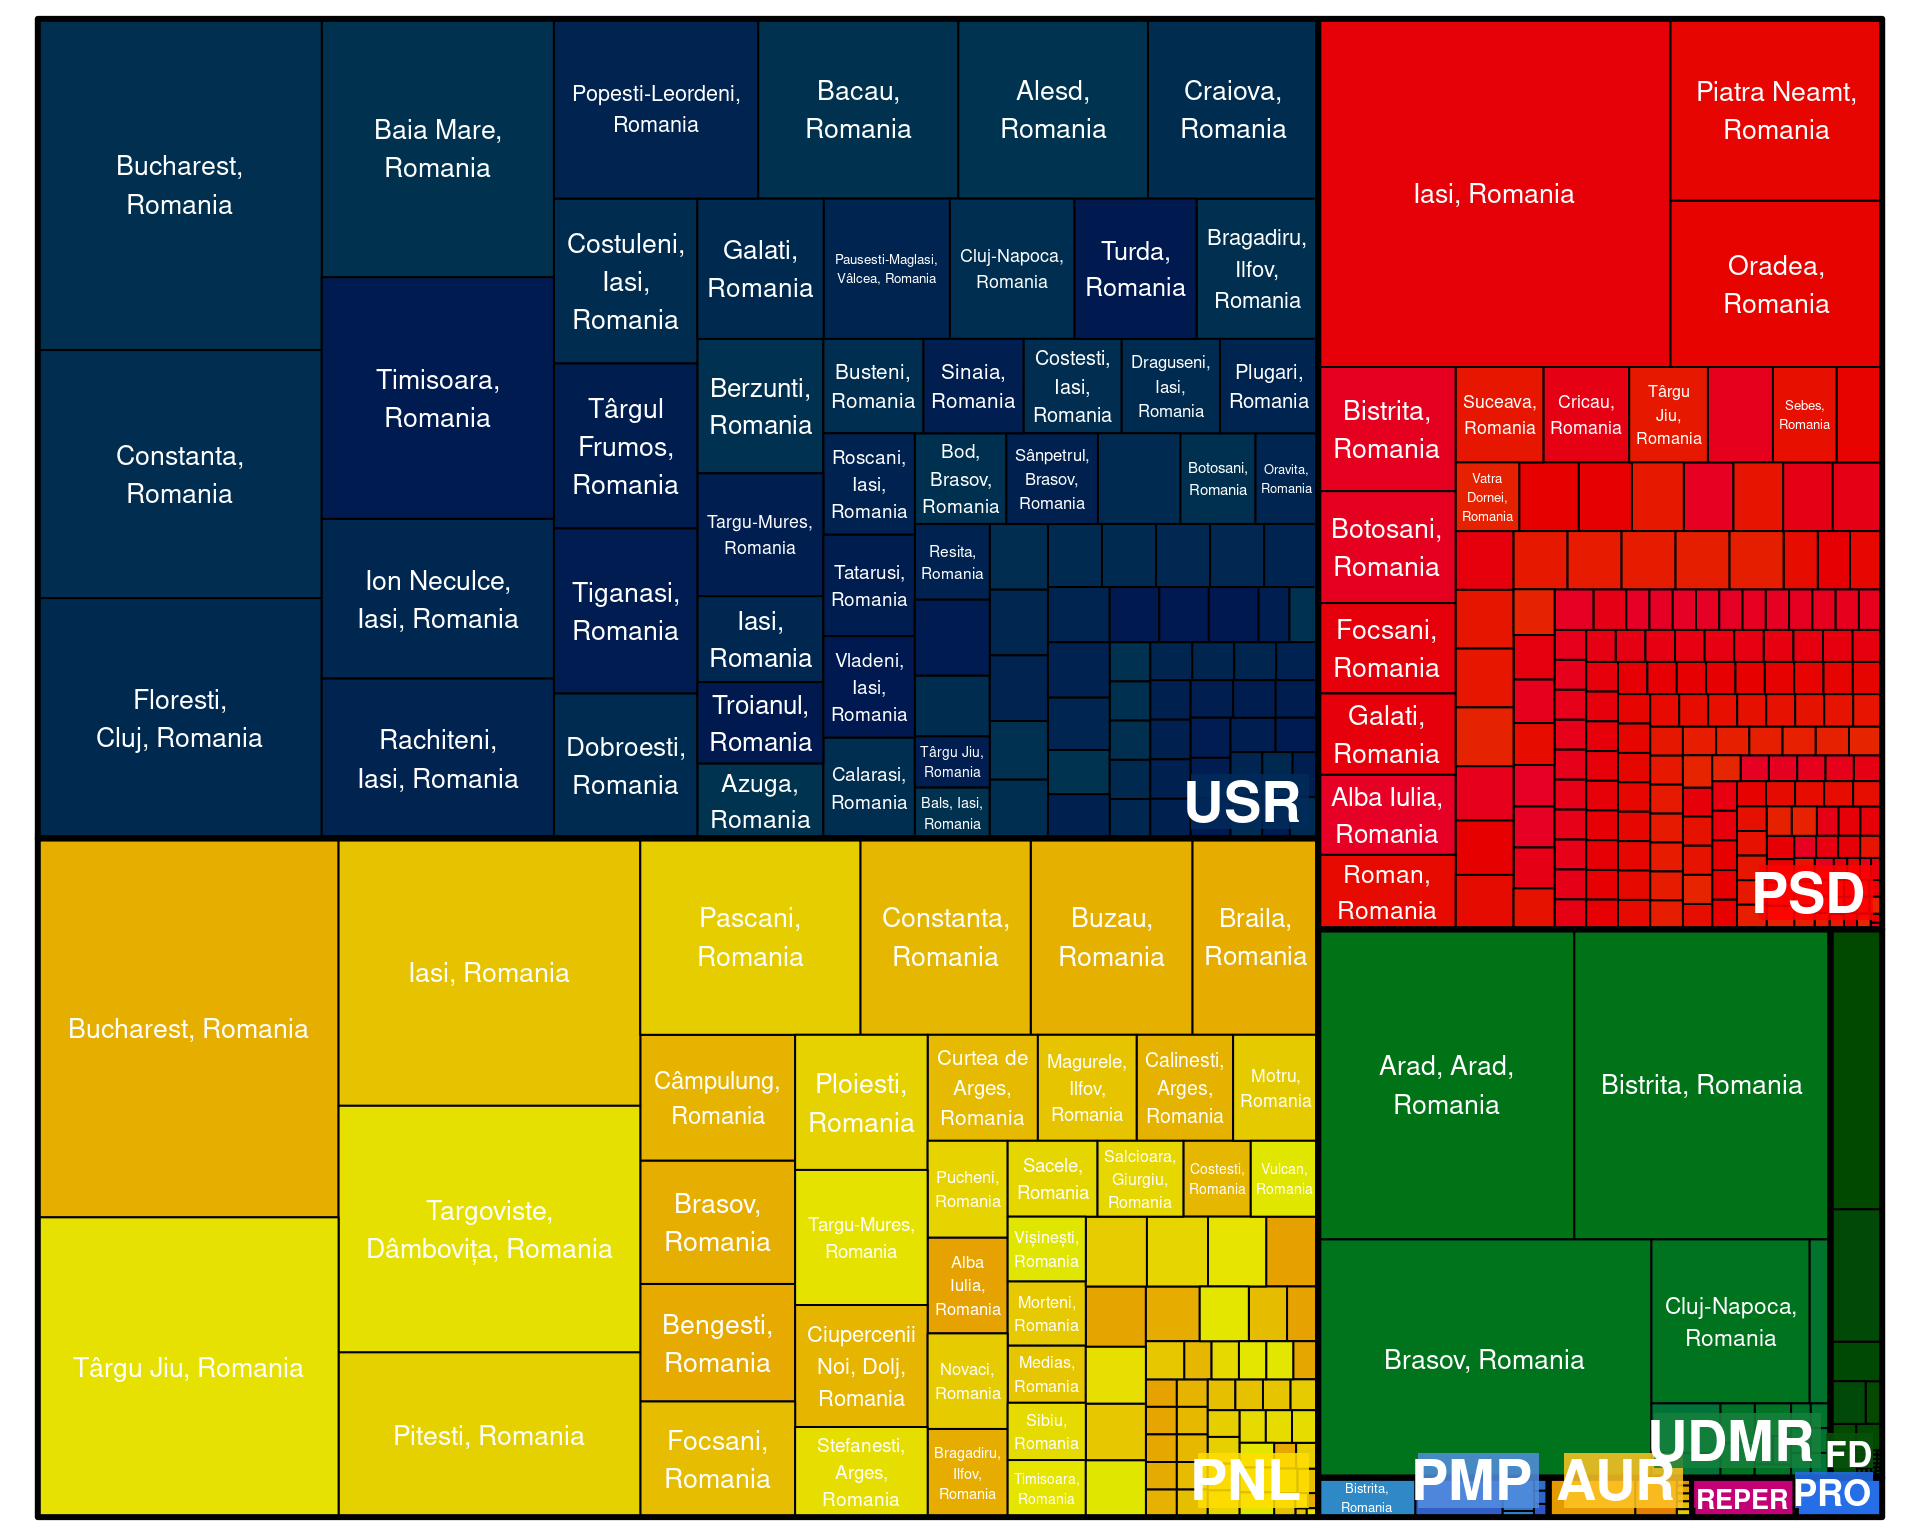 Bucharest,
Romania
Constanta,
Romania
Floresti,
Cluj, Romania
Baia Mare,
Romania
Timisoara,
Romania
Ion Neculce,
Iasi, Romania
Rachiteni,
Iasi, Romania
Popesti-Leordeni,
Romania
Bacau,
Romania
Alesd,
Romania
Craiova,
Romania
Costuleni,
Iasi,
Romania
Târgul
Frumos,
Romania
Tiganasi,
Romania
Dobroesti,
Romania
Galati,
Romania
Berzunti,
Romania
Targu-Mures,
Romania
Iasi,
Romania
Troianul,
Romania
Azuga,
Romania
Pausesti-Maglasi,
Vâlcea, Romania
Cluj-Napoca,
Romania
Turda,
Romania
Bragadiru,
Ilfov,
Romania
Busteni,
Romania
Sinaia,
Romania
Costesti,
Iasi,
Romania
Draguseni,
Iasi,
Romania
Plugari,
Romania
Roscani,
Iasi,
Romania
Tatarusi,
Romania
Vladeni,
Iasi,
Romania
Calarasi,
Romania
Bod,
Brasov,
Romania
Sânpetrul,
Brasov,
Romania
Botosani,
Romania
Oravita,
Romania
Resita,
Romania
Târgu Jiu,
Romania
Bals, Iasi,
Romania
USR
Iasi, Romania
Piatra Neamt,
Romania
Oradea,
Romania
Bistrita,
Romania
Botosani,
Romania
Focsani,
Romania
Galati,
Romania
Alba Iulia,
Romania
Roman,
Romania
Suceava,
Romania
Cricau,
Romania
Târgu
Jiu,
Romania
Sebes,
Romania
Vatra
Dornei,
Romania
PSD
Bucharest, Romania
Târgu Jiu, Romania
Iasi, Romania
Targoviste,
Dâmbovița, Romania
Pitesti, Romania
Pascani,
Romania
Constanta,
Romania
Buzau,
Romania
Braila,
Romania
Câmpulung,
Romania
Brasov,
Romania
Bengesti,
Romania
Focsani,
Romania
Ploiesti,
Romania
Targu-Mures,
Romania
Ciupercenii
Noi, Dolj,
Romania
Stefanesti,
Arges,
Romania
Curtea de
Arges,
Romania
Magurele,
Ilfov,
Romania
Calinesti,
Arges,
Romania
Motru,
Romania
Pucheni,
Romania
Alba
Iulia,
Romania
Novaci,
Romania
Bragadiru,
Ilfov,
Romania
Sacele,
Romania
Salcioara,
Giurgiu,
Romania
Costesti,
Romania
Vulcan,
Romania
Vișinești,
Romania
Morteni,
Romania
Medias,
Romania
Sibiu,
Romania
Timisoara,
Romania
PNL
Arad, Arad,
Romania
Bistrita, Romania
Brasov, Romania
Cluj-Napoca,
Romania
UDMR
FD
Bistrita,
Romania
PMP
AUR
REPER
PRO